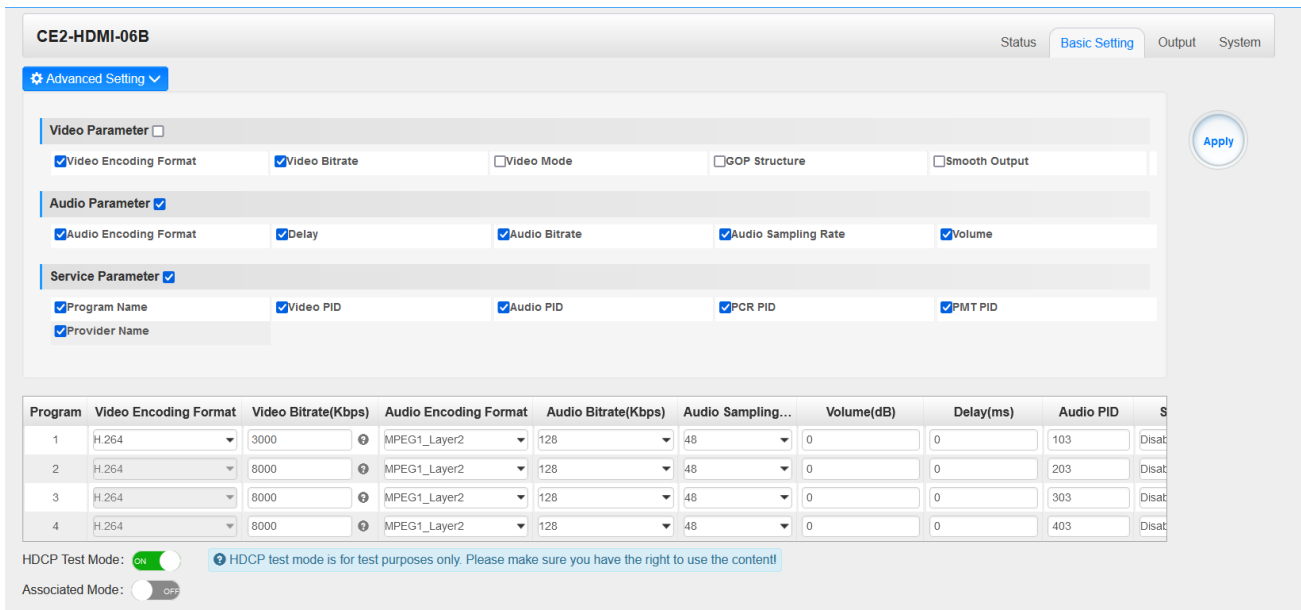 CE2-HDMI-06B
Status Basic Setting Output System
Advanced Setting
Video Parameter
Apply
Video Encoding Format Video Bitrate Video Mode GOP Structure Smooth Output
Audio Parameter
Audio Encoding Format Delay Audio Bitrate Audio Sampling Rate Volume
Service Parameter
Program Name Video PID Audio PID PCR PID PMT PID
Provider Name
Program Video Encoding Format Video Bitrate(Kbps) Audio Encoding Format Audio Bitrate(Kbps) Audio Sampling... Volume(dB) Delay(ms) Audio PID S
1 H.264 3000 MPEG1_Layer2 128 48 0 0 103 Disab
2 H.264 8000 MPEG1_Layer2 128 48 0 0 203 Disab
3 H.264 8000 MPEG1_Layer2 128 48 0 0 303 Disab
4 H.264 8000 MPEG1_Layer2 128 48 0 0 403 Disab
HDCP Test Mode: ON HDCP test mode is for test purposes only. Please make sure you have the right to use the content!
Associated Mode: OFF